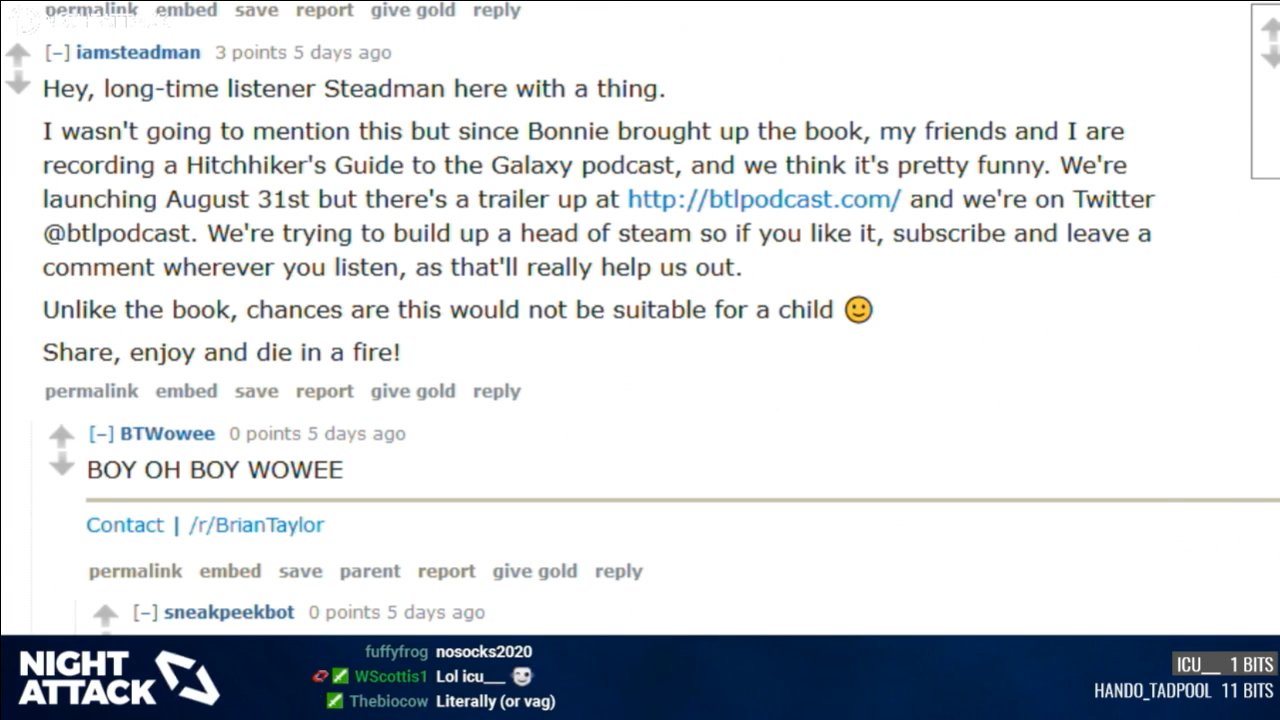 permalink embed save report give gold reply
[–] iamsteadman 3 points 5 days ago
Hey, long-time listener Steadman here with a thing.
I wasn't going to mention this but since Bonnie brought up the book, my friends and I are
recording a Hitchhiker's Guide to the Galaxy podcast, and we think it's pretty funny. We're
launching August 31st but there's a trailer up at http://btlpodcast.com/ and we're on Twitter
@btlpodcast. We're trying to build up a head of steam so if you like it, subscribe and leave a
comment wherever you listen, as that'll really help us out.
Unlike the book, chances are this would not be suitable for a child 🙂
Share, enjoy and die in a fire!
permalink embed save report give gold reply
[–] BTWowee 0 points 5 days ago
BOY OH BOY WOWEE
Contact | /r/BrianTaylor
permalink embed save parent report give gold reply
[–] sneakpeekbot 0 points 5 days ago
NIGHT
ATTACK
fuffyfrog nosocks2020
WScottis1 Lol icu__
Thebiocow Literally (or vag)
ICU__ 1 BITS
HANDO_TADPOOL 11 BITS